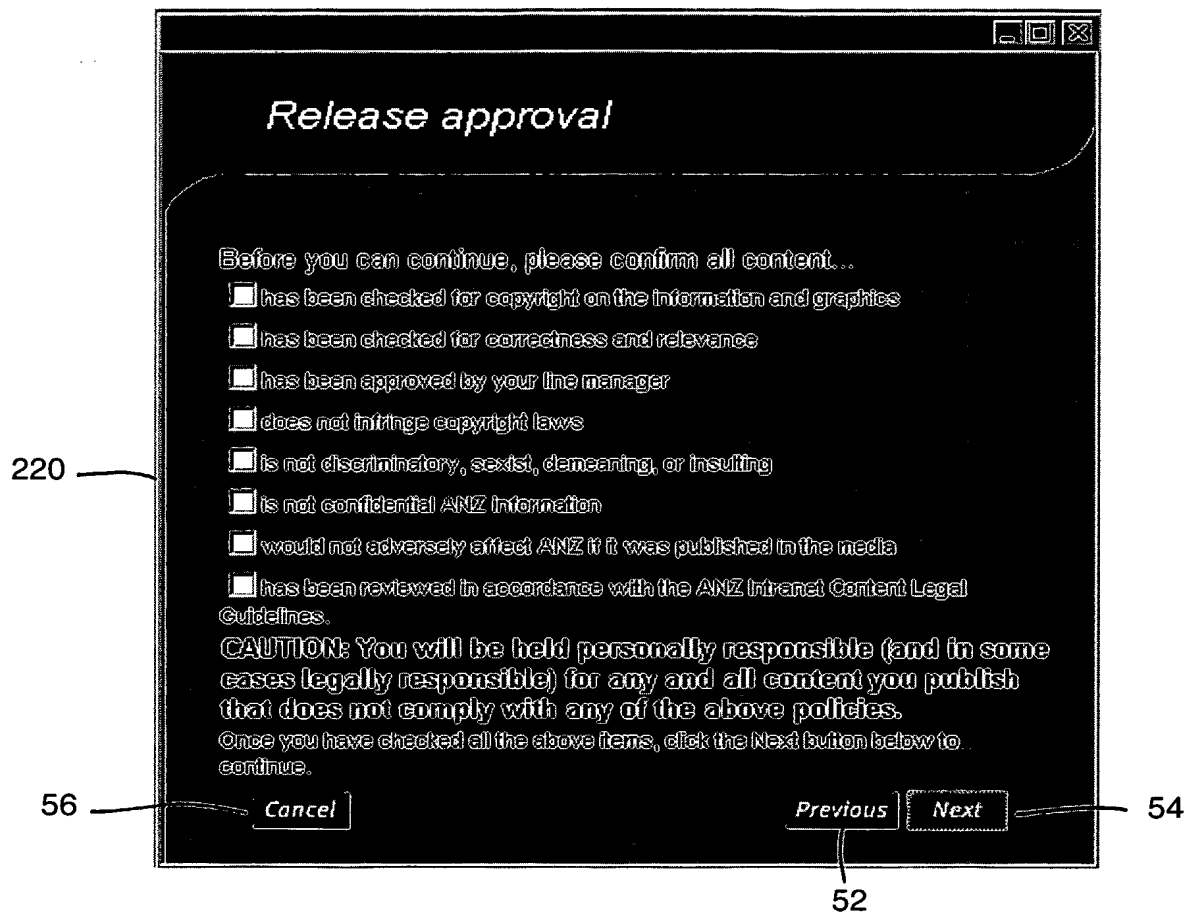 Release approval
Before you can continue, please confirm all content...
has been checked for copyright on the information and graphics
has been checked for correctness and relevance
has been approved by your line manager
does not infringe copyright laws
220
is not discriminatory, sexist, demeaning, or insulting
is not confidential ANZ information
would not adversely affect ANZ if it was published in the media
has been reviewed in accordance with the ANZ Intranet Content Legal
Guidelines.
CAUTION: You will be held personally responsible (and in some
cases legally responsible) for any and all content you publish
that does not comply with any of the above policies.
Once you have checked all the above items, click the Next button below to
continue.
56 Cancel Previous Next 54
52